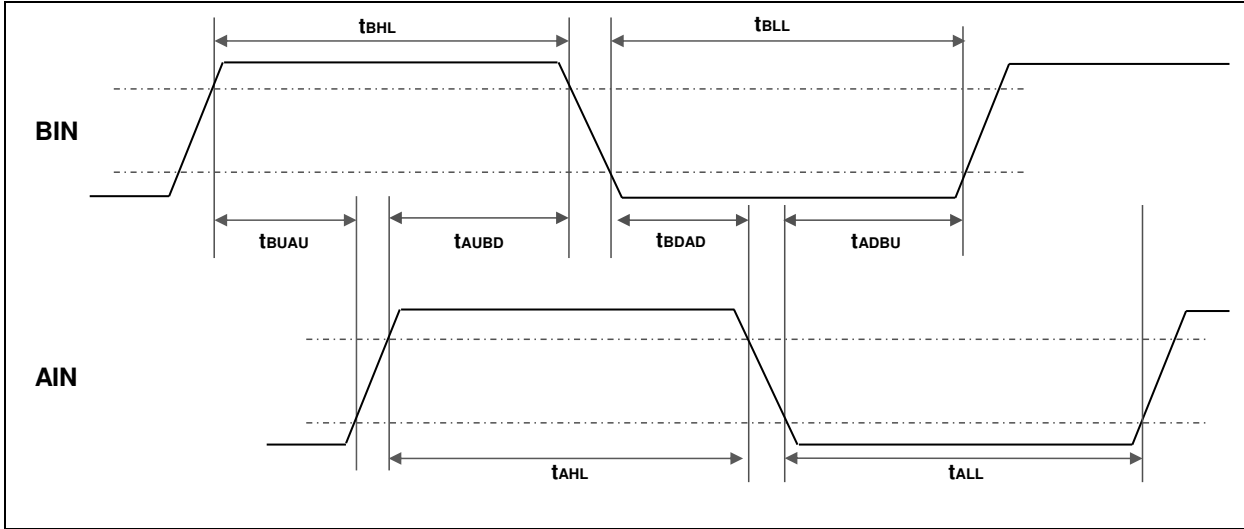 tBHL
tBLL
BIN
tBUAU
tAUBD
tBDAD
tADBU
AIN
tAHL
tALL